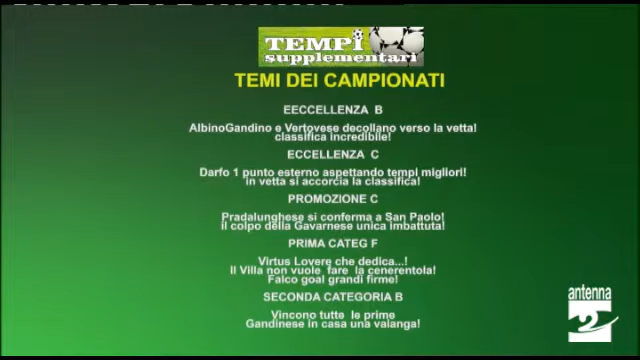 TEMPI
supplementari
TEMI DEI CAMPIONATI
EECCELLENZA B
AlbinoGandino e Vertovese decollano verso la vetta!
classifica incredibile!
ECCELLENZA C
Darfo 1 punto esterno aspettando tempi migliori!
in vetta si accorcia la classifica!
PROMOZIONE C
Pradalunghese si conferma a San Paolo!
il colpo della Gavarnese unica imbattuta!
PRIMA CATEG F
Virtus Lovere che dedica...!
Il Villa non vuole fare la cenerentola!
Falco goal grandi firme!
SECONDA CATEGORIA B
Vincono tutte le prime
Gandinese in casa una valanga!
antenna
2